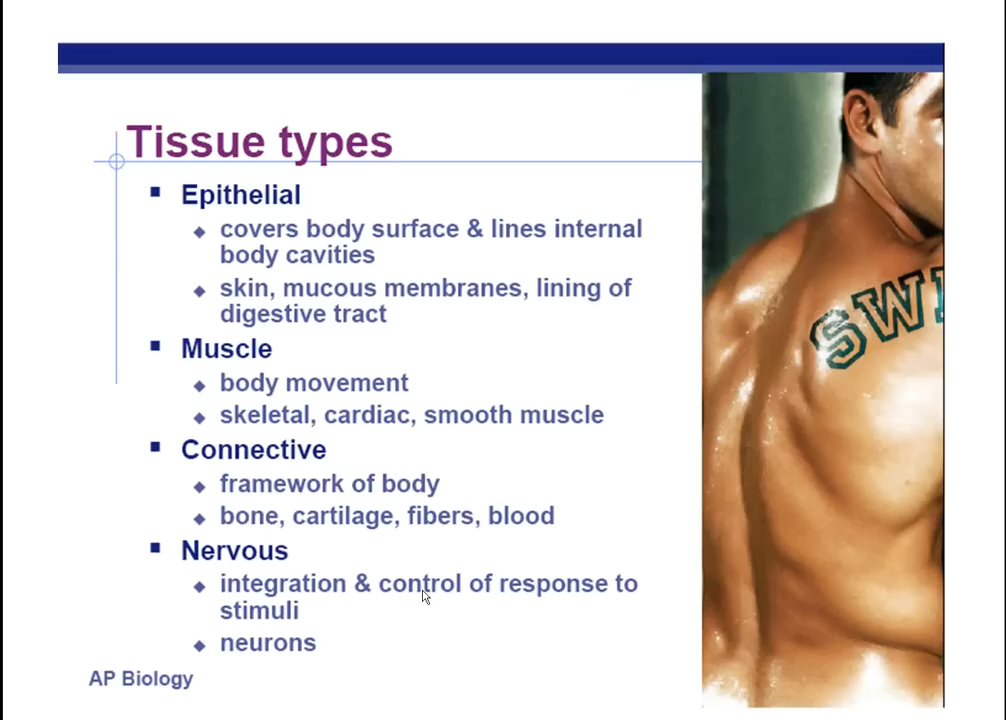 Tissue types
Epithelial
covers body surface & lines internal
body cavities
skin, mucous membranes, lining of
digestive tract
Muscle
body movement
skeletal, cardiac, smooth muscle
Connective
framework of body
bone, cartilage, fibers, blood
Nervous
integration & control of response to
stimuli
neurons
AP Biology
SWI